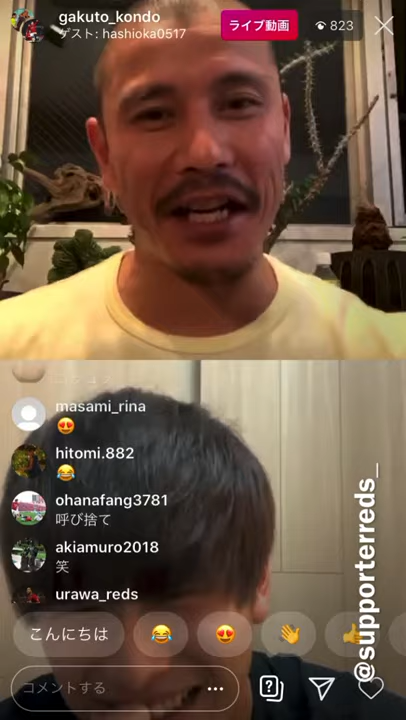 gakuto_kondo
ゲスト: hashioka0517
ライブ動画
823
masami_rina
😍
hitomi.882
😂
ohanafang3781
呼び捨て
akiamuro2018
笑
urawa_reds
こんにちは
😂
😍
👋
👍
コメントする
@supporterreds_